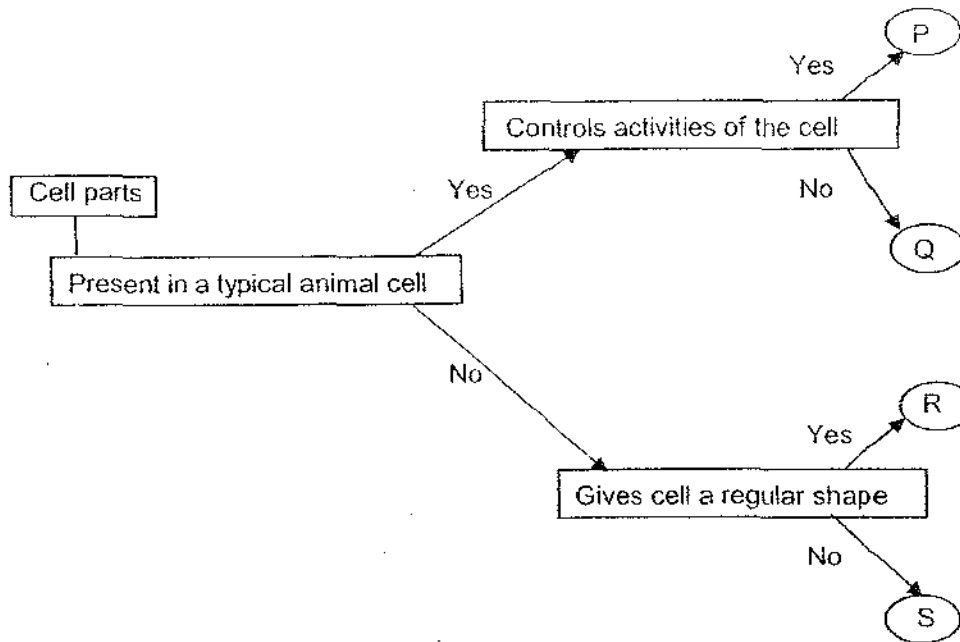 P
Yes
Controls activities of the cell
Cell parts
Yes
No
Q
Present in a typical animal cell
No
R
Yes
Gives cell a regular shape
No
S